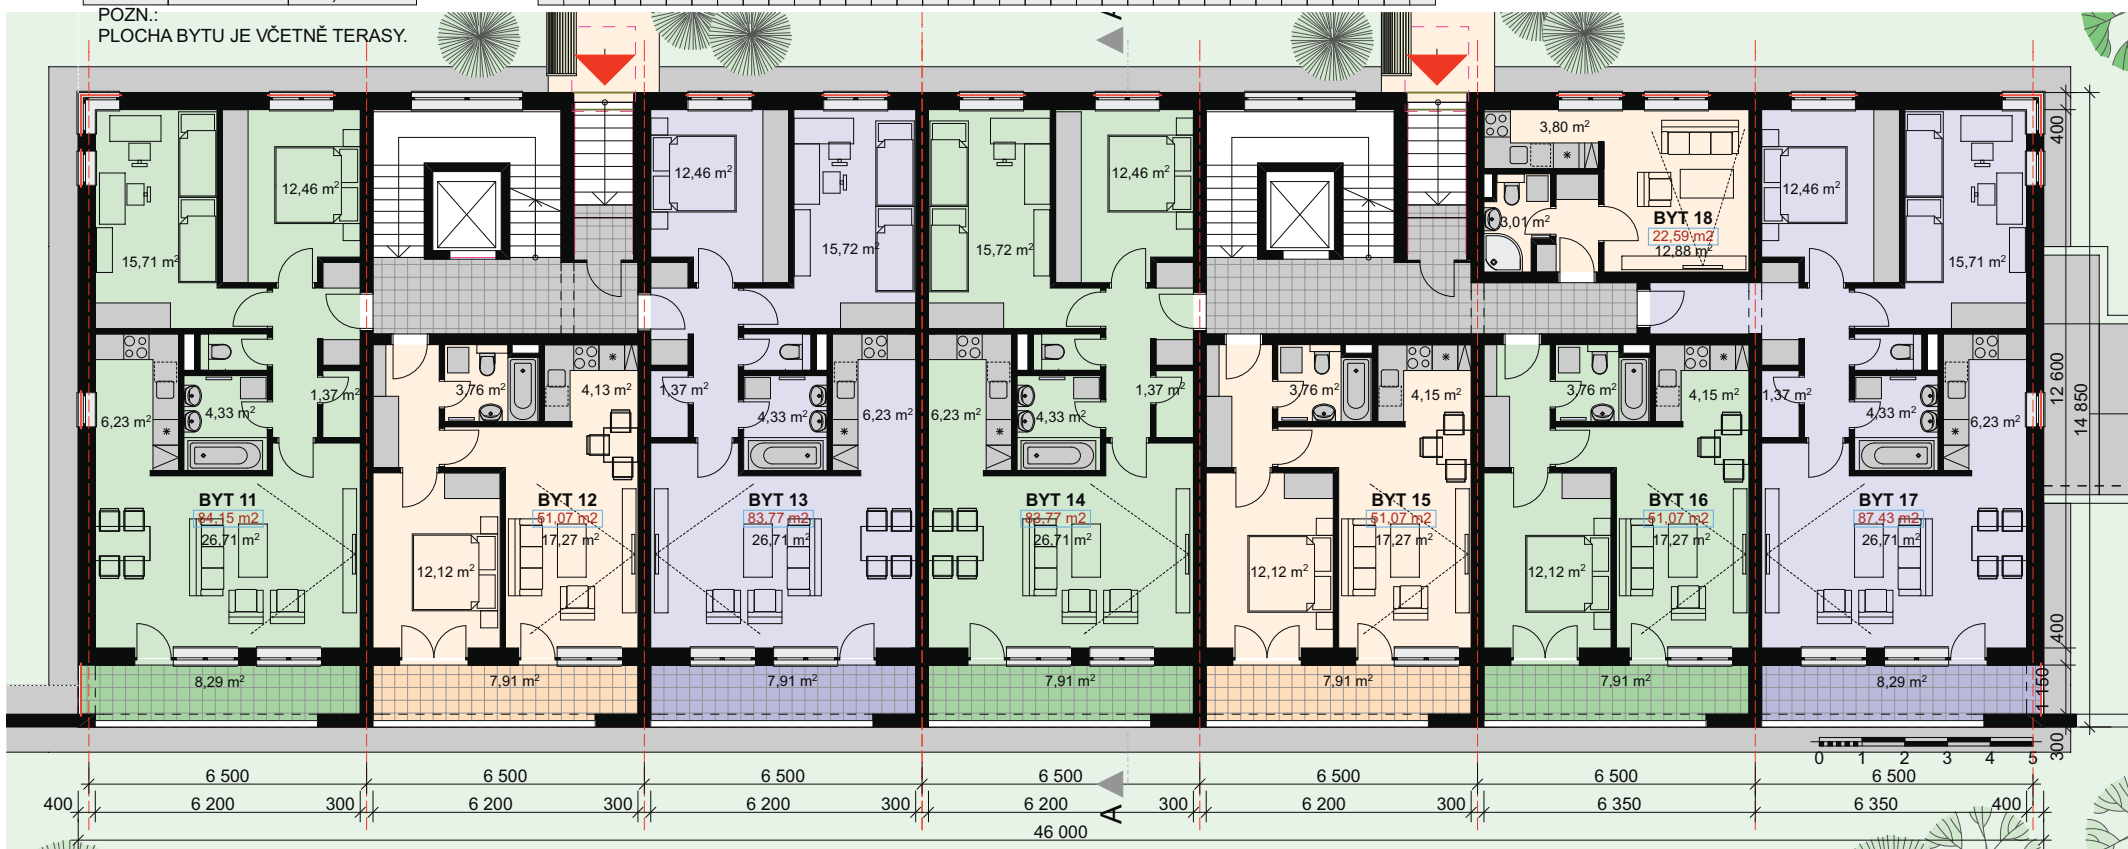 POZN.:
PLOCHA BYTU JE VČETNĚ TERASY.
A
3,80 m²
400
12,46 m²
12,46 m²
12,46 m²
12,46 m²
BYT 18
22,59 m2
12,88 m²
3,01 m²
15,71 m²
15,72 m²
15,72 m²
15,71 m²
12 600
14 850
1,37 m²
3,76 m²
4,13 m²
1,37 m²
1,37 m²
3,76 m²
4,15 m²
3,76 m²
4,15 m²
1,37 m²
6,23 m²
4,33 m²
4,33 m²
6,23 m²
6,23 m²
4,33 m²
4,33 m²
6,23 m²
BYT 11
84,15 m2
26,71 m²
BYT 12
51,07 m2
17,27 m²
12,12 m²
BYT 13
83,77 m2
26,71 m²
BYT 14
83,77 m2
26,71 m²
BYT 15
51,07 m2
17,27 m²
12,12 m²
BYT 16
51,07 m2
17,27 m²
12,12 m²
BYT 17
87,43 m2
26,71 m²
400
8,29 m²
7,91 m²
7,91 m²
7,91 m²
7,91 m²
7,91 m²
8,29 m²
1 150
300
0 1 2 3 4 5
6 500 6 500 6 500 6 500 6 500 6 500 6 500
400 6 200 300 6 200 300 6 200 300 6 200 300 6 200 300 6 350 6 350 400
A
46 000